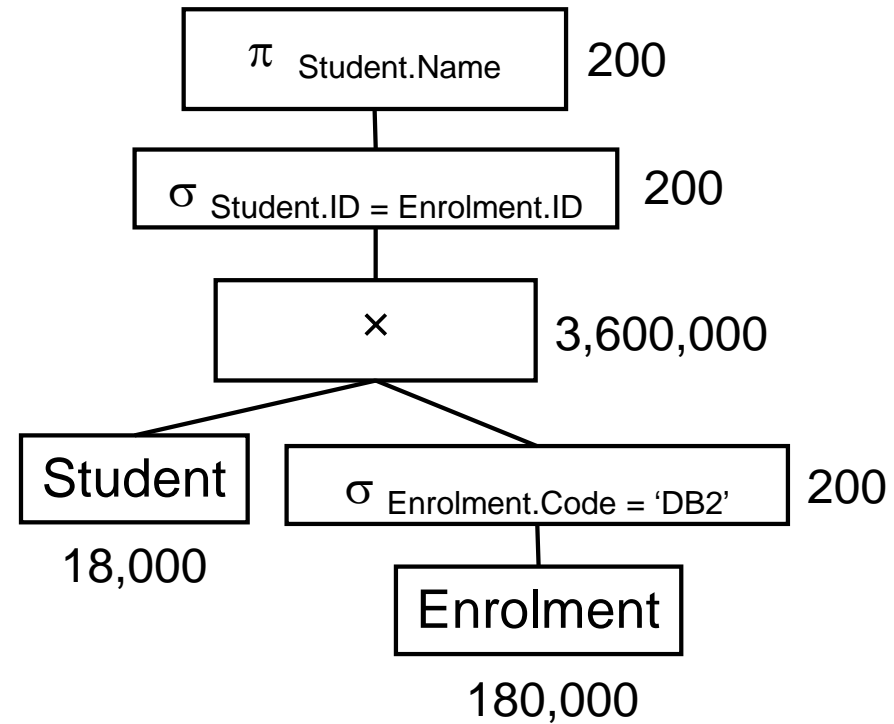 π Student.Name 200
σ Student.ID = Enrolment.ID 200
× 3,600,000
Student
18,000
σ Enrolment.Code = ‘DB2’ 200
Enrolment
180,000